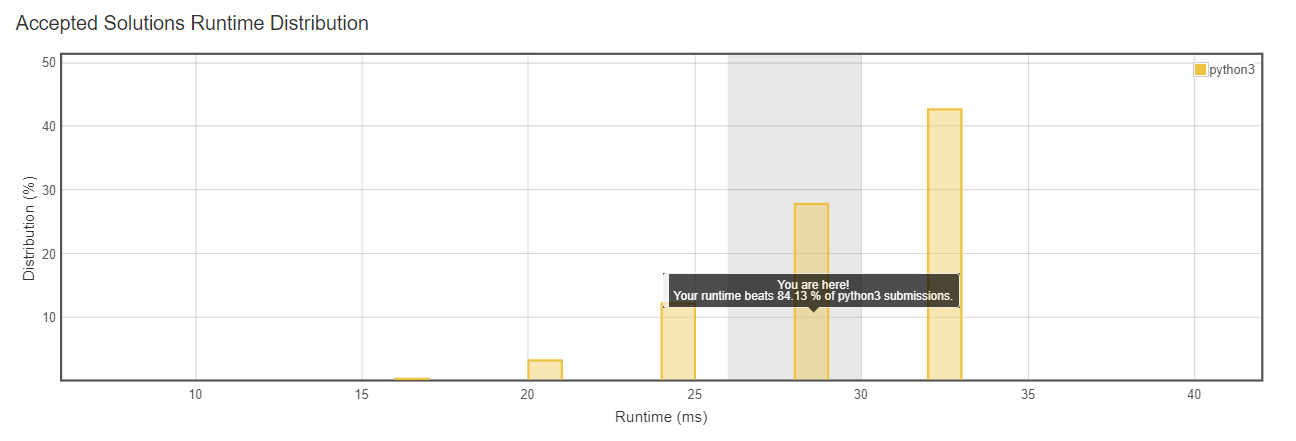 Accepted Solutions Runtime Distribution
python3
50
40
30
20
10
Distribution (%)
You are here!
Your runtime beats 84.13 % of python3 submissions.
10
15
20
25
30
35
40
Runtime (ms)